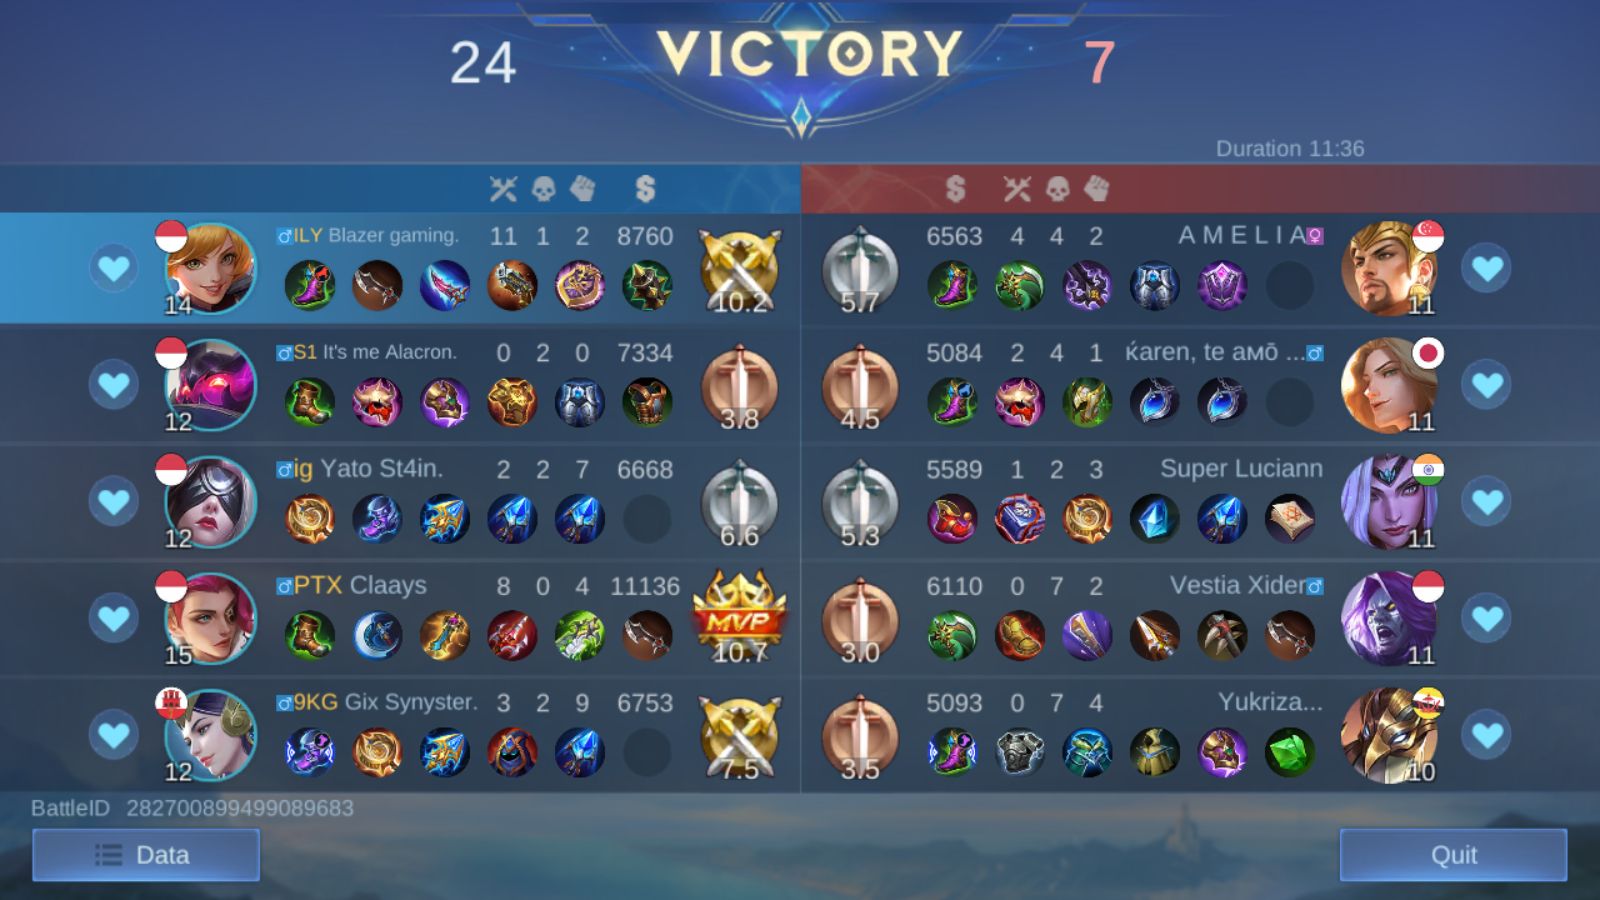 24 VICTORY 7
Duration 11:36
ILY Blazer gaming. 11 1 2 8760
14 10.2
6563 4 4 2 A M E L I A
5.7 11
S1 It's me Alacron. 0 2 0 7334
12 3.8
5084 2 4 1 ќaren, te aмō ...
4.5 11
ig Yato St4in. 2 2 7 6668
12 6.6
5589 1 2 3 Super Luciann
5.3 11
PTX Claays 8 0 4 11136
MVP
15 10.7
6110 0 7 2 Vestia Xider
3.0 11
9KG Gix Synyster. 3 2 9 6753
12 7.5
5093 0 7 4 Yukriza...
3.5 10
BattleID 282700899499089683
Data
Quit